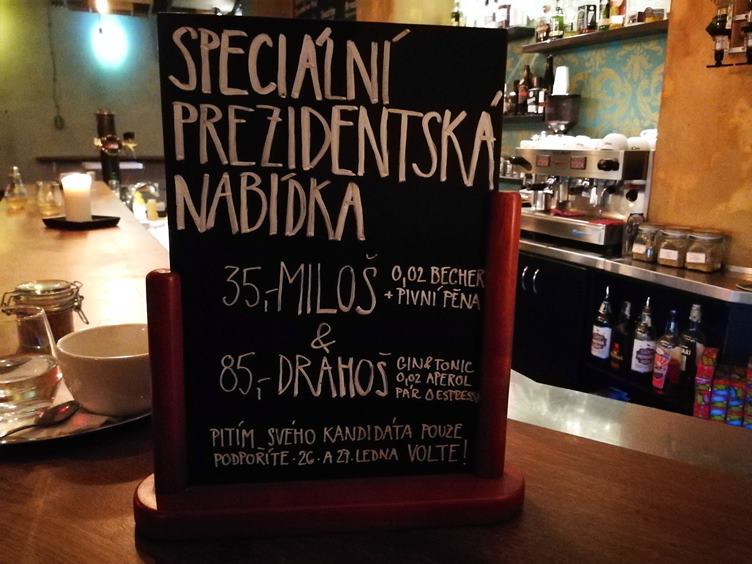 SPECIÁLNÍ
PREZIDENTSKÁ
NABÍDKA
35,- MILOŠ 0,02 BECHER
+ PIVNÍ PĚNA
&
85,- DRAHOŠ GIN & TONIC
0,02 APEROL
PÁR ESPRESS
PITÍM SVÉHO KANDIDÁTA POUZE
PODPOŘÍTE · 26. A 27. LEDNA VOLTE!